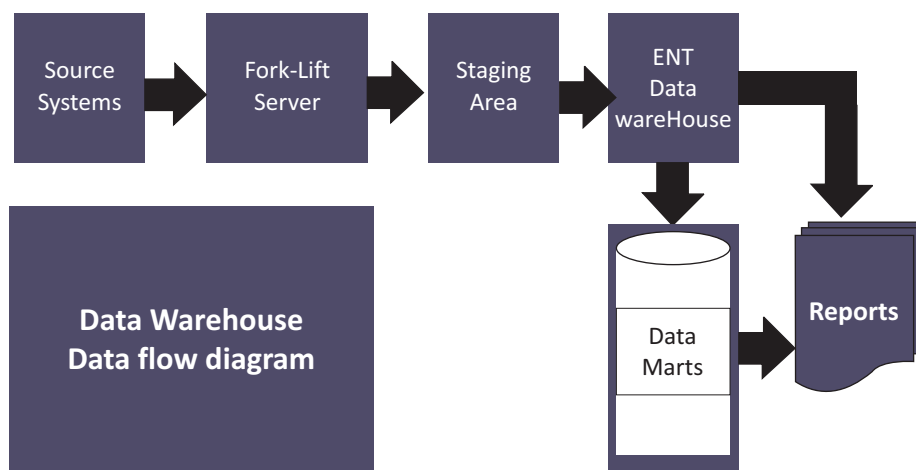 Source
Systems
Fork-Lift
Server
Staging
Area
ENT
Data
wareHouse
Data Warehouse
Data flow diagram
Data
Marts
Reports